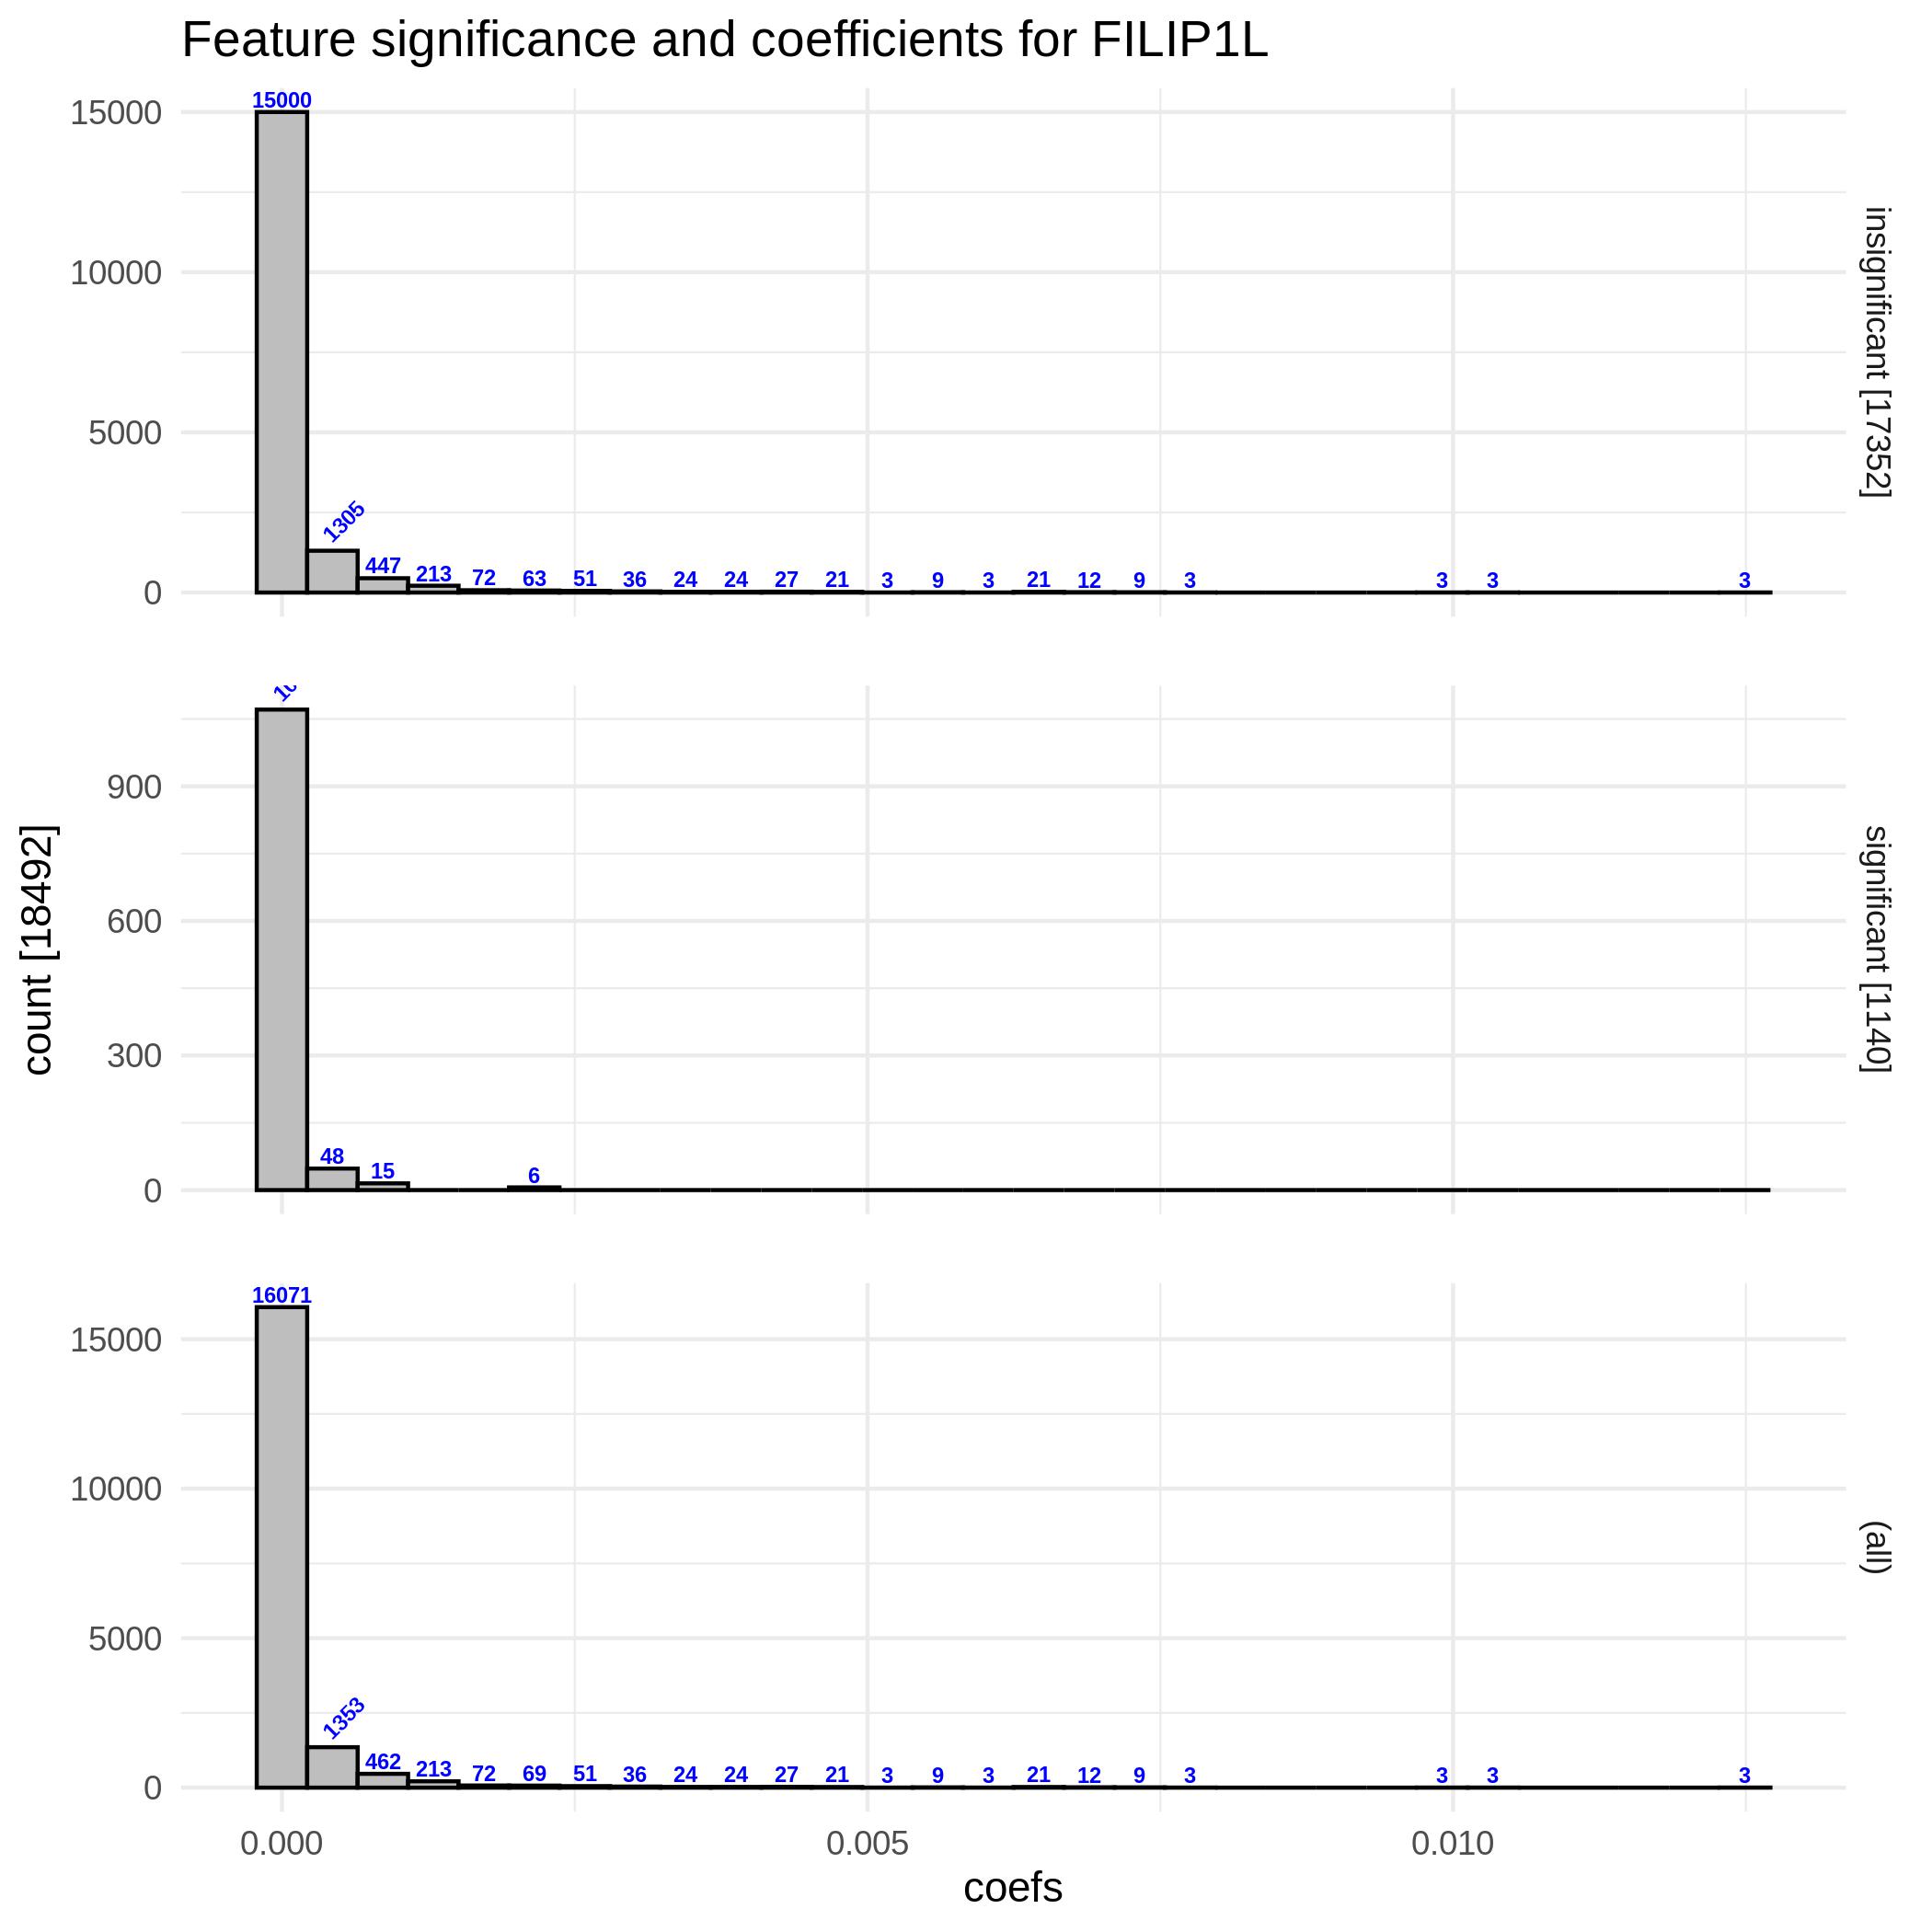 Feature significance and coefficients for FILIP1L
15000
15000
10000
5000
0
1305
447 213 72 63 51 36 24 24 27 21 3 9 3 21 12 9 3 3 3 3
insignificant [17352]
count [18492]
900
600
300
0
48 15 6
significant [1140]
16071
15000
10000
5000
0
1353
462 213 72 69 51 36 24 24 27 21 3 9 3 21 12 9 3 3 3 3
(all)
0.000 0.005 0.010
coefs